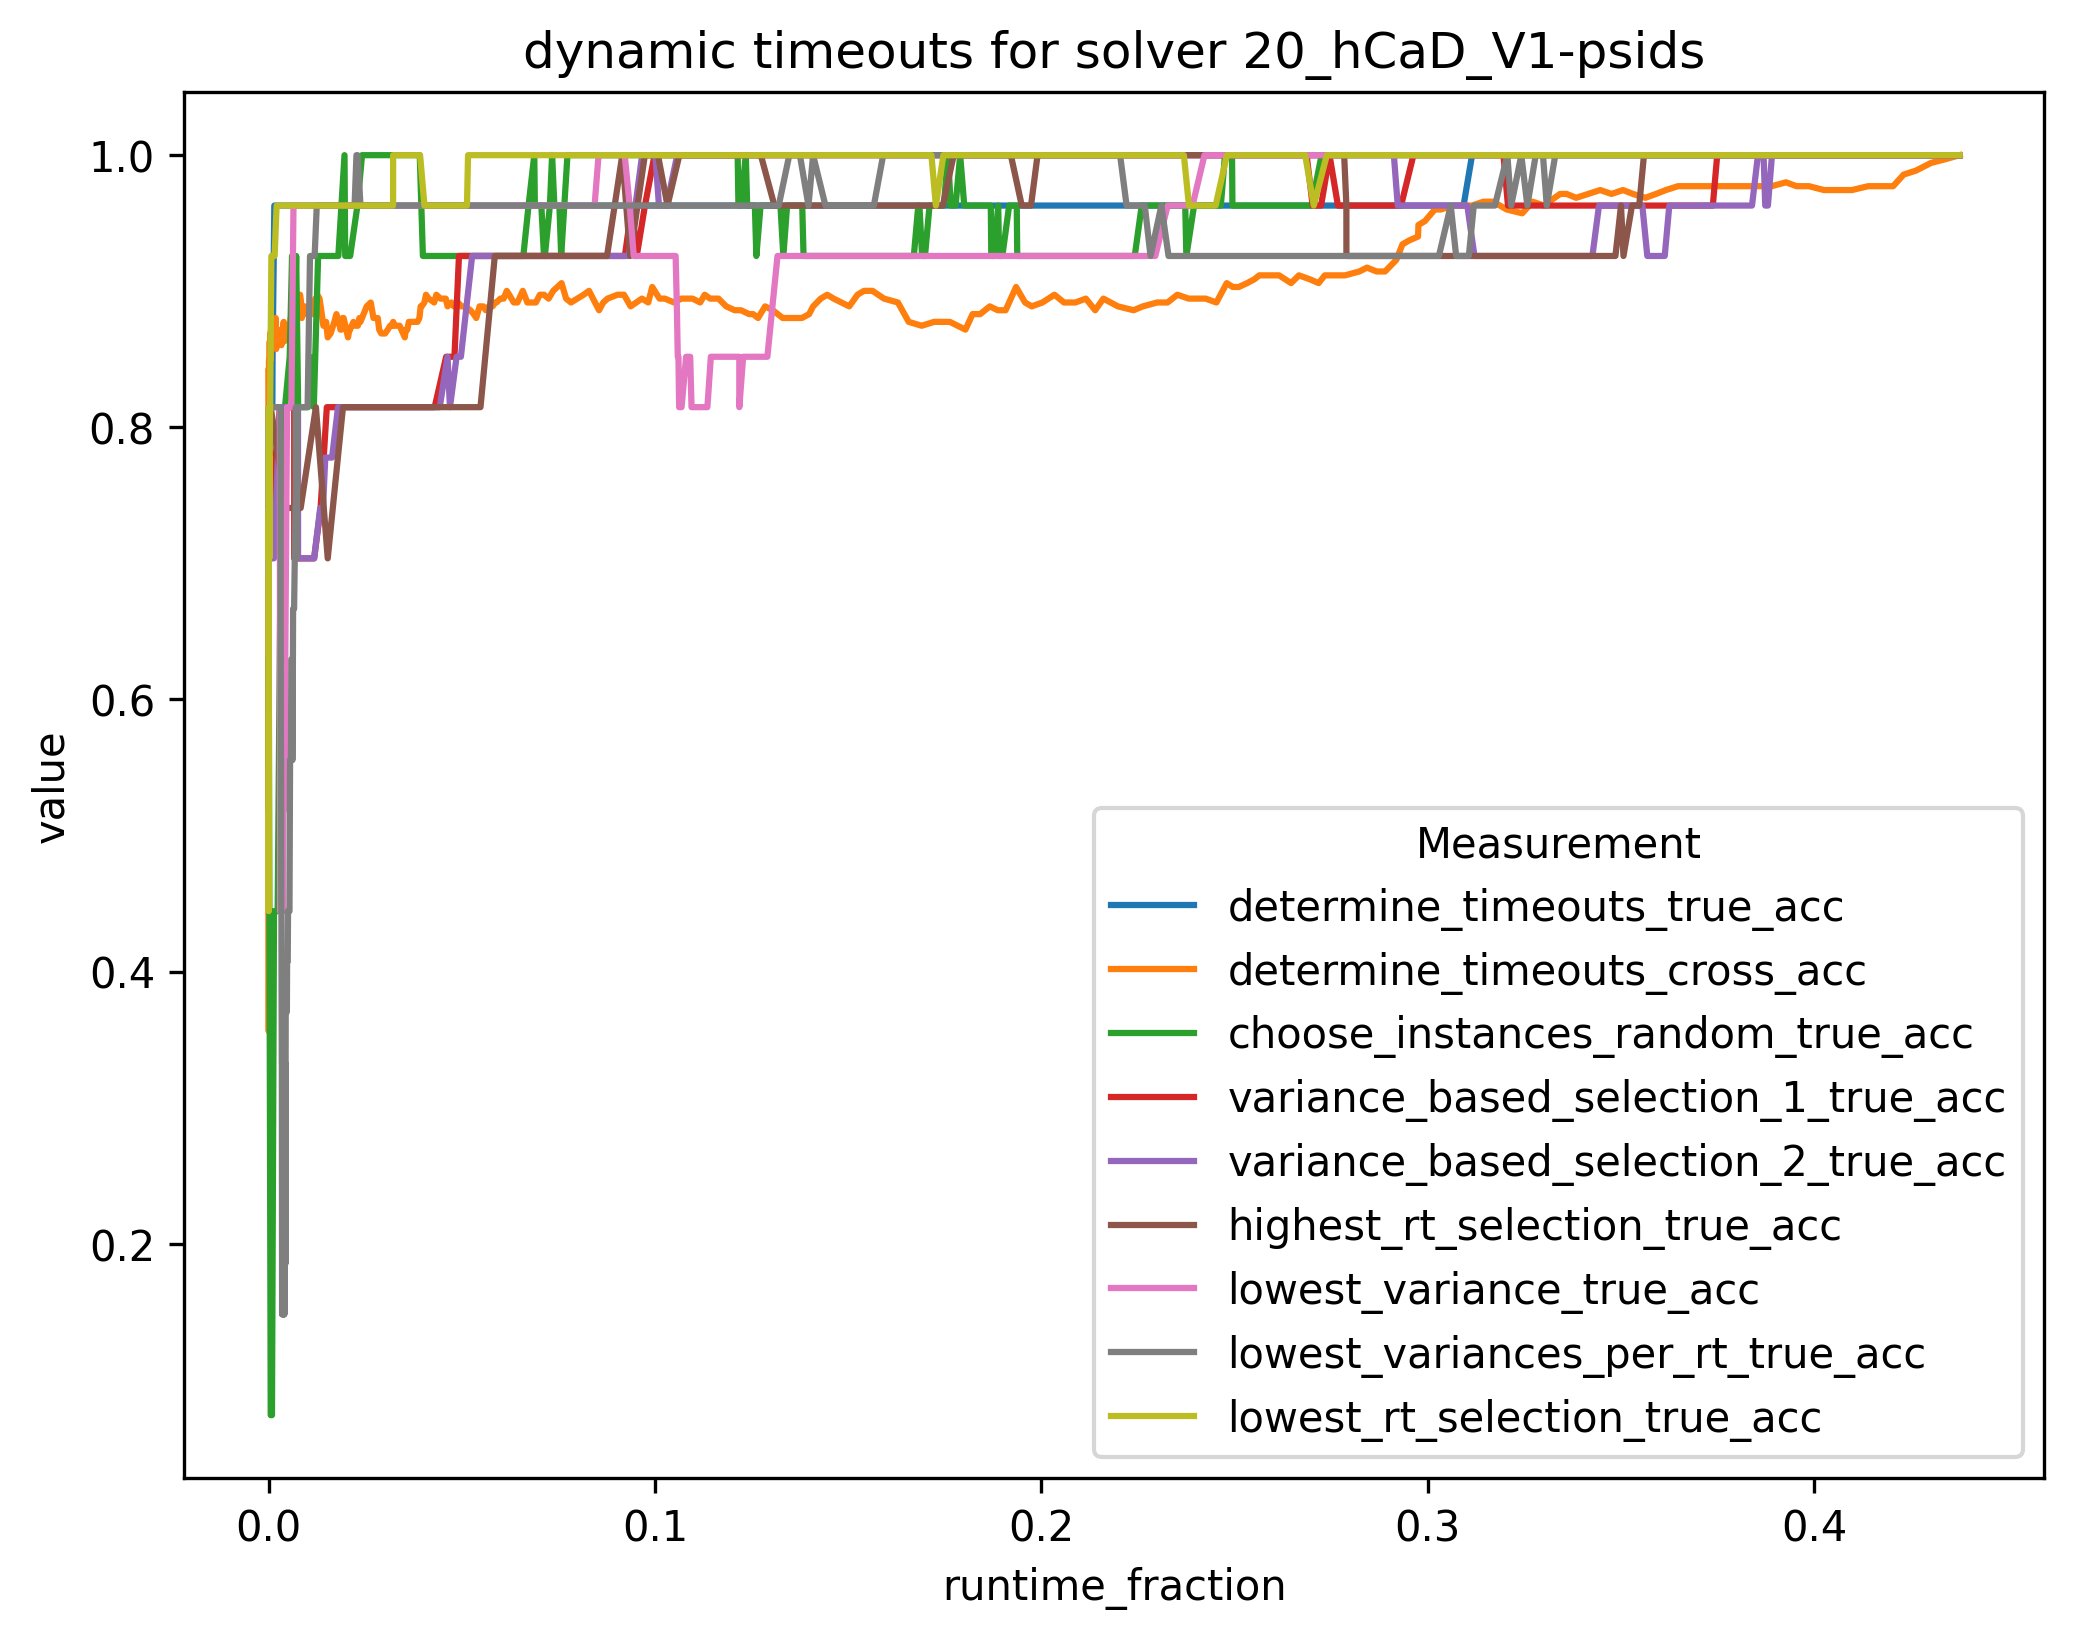 dynamic timeouts for solver 20_hCaD_V1-psids
1.0
0.8
0.6
0.4
0.2
value
0.0
0.1
0.2
0.3
0.4
runtime_fraction
Measurement
determine_timeouts_true_acc
determine_timeouts_cross_acc
choose_instances_random_true_acc
variance_based_selection_1_true_acc
variance_based_selection_2_true_acc
highest_rt_selection_true_acc
lowest_variance_true_acc
lowest_variances_per_rt_true_acc
lowest_rt_selection_true_acc